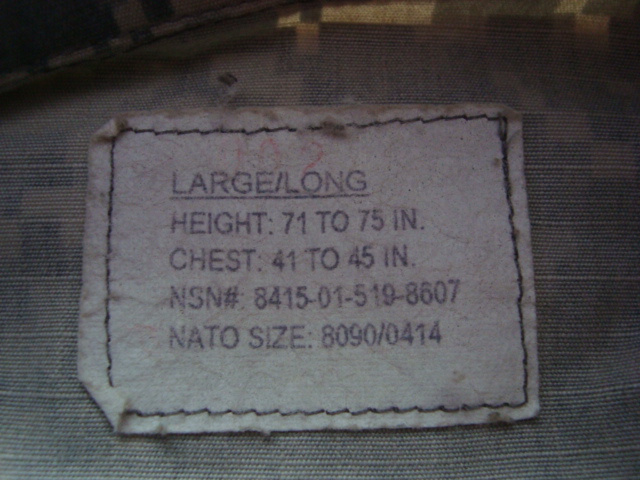 LARGE/LONG
HEIGHT: 71 TO 75 IN.
CHEST: 41 TO 45 IN.
NSN#: 8415-01-519-8607
NATO SIZE: 8090/0414